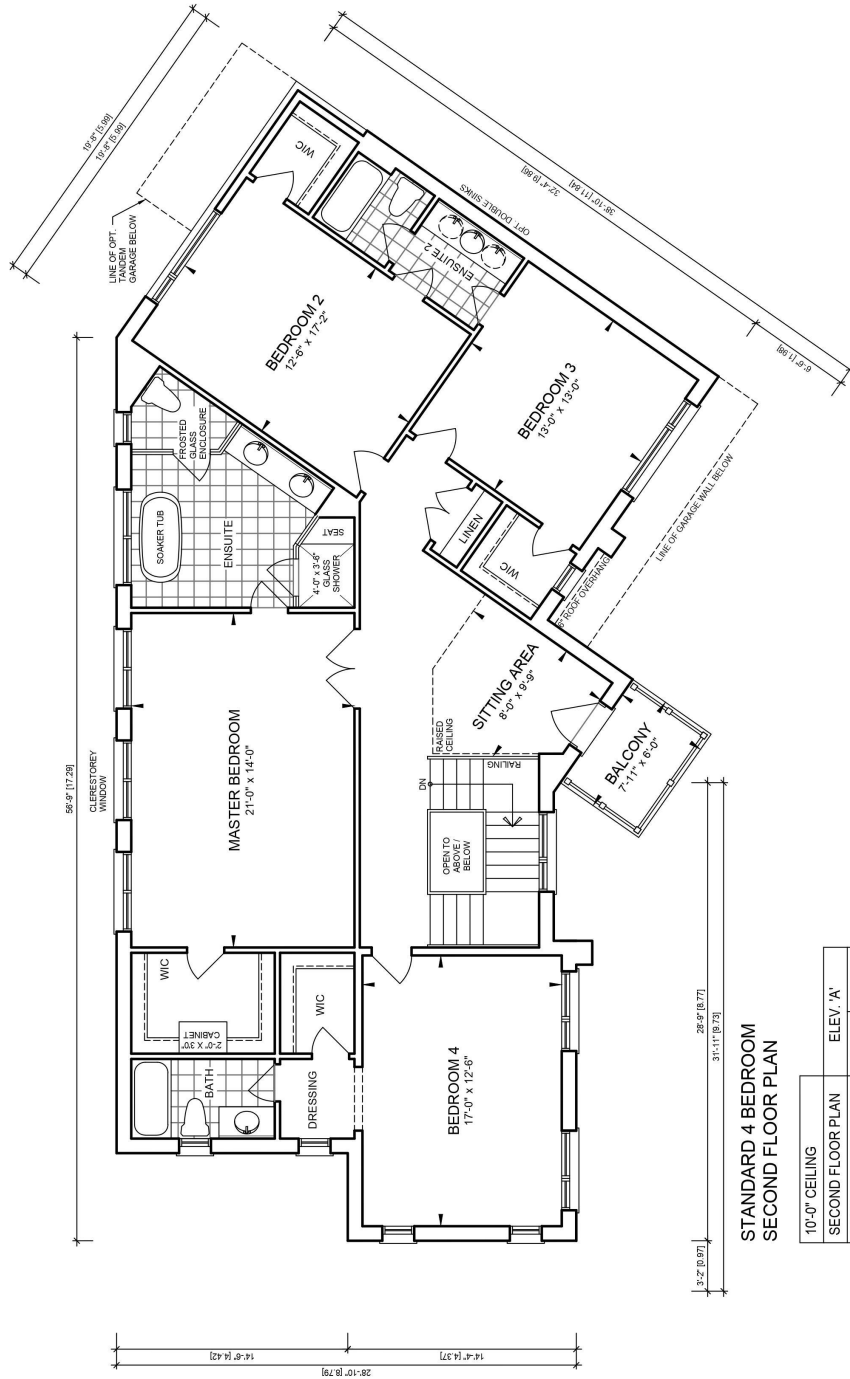 19'-8" [5.99]
19'-8" [5.99]
LINE OF OPT.
TANDEM
GARAGE BELOW
56'-9" [17.29]
CLERESTOREY
WINDOW
WIC
OPT. DOUBLE SINKS
32'-4" [9.86]
38'-10" [11.84]
6'-6" [1.98]
BEDROOM 2
12'-6" x 17'-2"
ENSUITE 2
BEDROOM 3
13'-0" x 13'-0"
FROSTED
GLASS
ENCLOSURE
SOAKER TUB
ENSUITE
SEAT
4'-0" x 3'-6"
GLASS
SHOWER
LINEN
WIC
6" ROOF OVERHANG
LINE OF GARAGE WALL BELOW
MASTER BEDROOM
21'-0" x 14'-0"
RAISED
CEILING
SITTING AREA
8'-0" x 9'-9"
RAILING
DN
OPEN TO
ABOVE /
BELOW
BALCONY
7'-11" x 6'-0"
WIC
CABINET
2'-0" X 3'0"
WIC
BATH
DRESSING
BEDROOM 4
17'-0" x 12'-6"
28'-9" [8.77]
31'-11" [9.73]
3'-2" [0.97]
14'-6" [4.42]
14'-4" [4.37]
28'-10" [8.79]
STANDARD 4 BEDROOM
SECOND FLOOR PLAN
10'-0" CEILING
SECOND FLOOR PLAN ELEV. 'A'